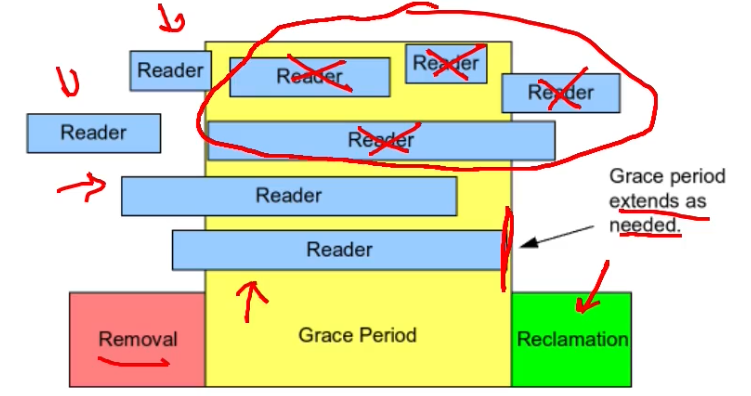 Reader
Reader
Reader
Reader
Reader
Reader
Reader
Reader
Grace period
extends as
needed.
Removal
Grace Period
Reclamation